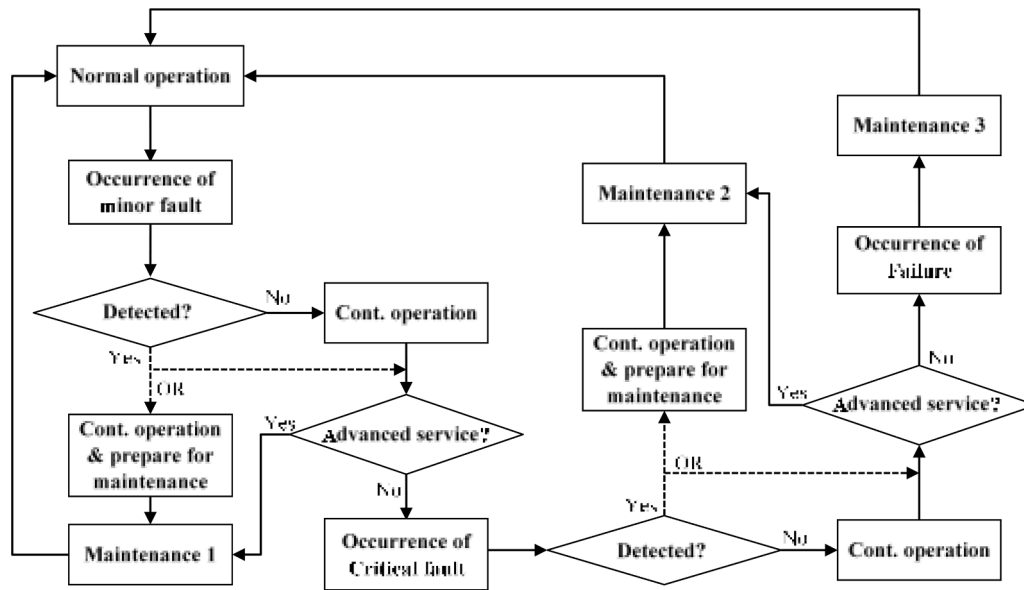 Normal operation
Occurrence of
minor fault
Detected?
No
Cont. operation
Yes
OR
Cont. operation
& prepare for
maintenance
Advanced service?
Yes
No
Maintenance 1
Occurrence of
Critical fault
Detected?
No
Cont. operation
Yes
OR
Cont. operation
& prepare for
maintenance
Maintenance 2
Advanced service?
Yes
No
Occurrence of
Failure
Maintenance 3